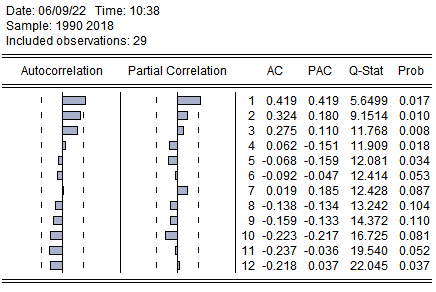 Date: 06/09/22 Time: 10:38
Sample: 1990 2018
Included observations: 29
Autocorrelation Partial Correlation AC PAC Q-Stat Prob
1 0.419 0.419 5.6499 0.017
2 0.324 0.180 9.1514 0.010
3 0.275 0.110 11.768 0.008
4 0.062 -0.151 11.909 0.018
5 -0.068 -0.159 12.081 0.034
6 -0.092 -0.047 12.414 0.053
7 0.019 0.185 12.428 0.087
8 -0.138 -0.134 13.242 0.104
9 -0.159 -0.133 14.372 0.110
10 -0.223 -0.217 16.725 0.081
11 -0.237 -0.036 19.540 0.052
12 -0.218 0.037 22.045 0.037